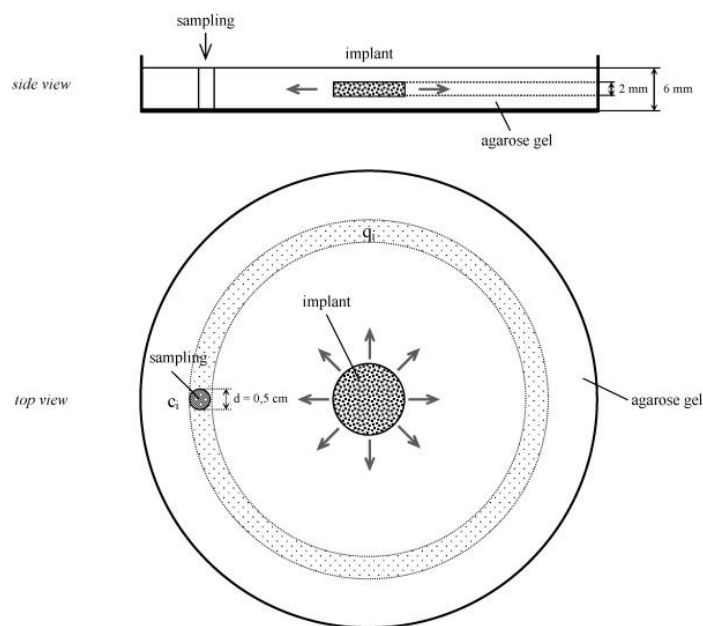 sampling
implant
side view
2 mm
6 mm
agarose gel
qi
implant
sampling
top view
ci
d = 0,5 cm
agarose gel